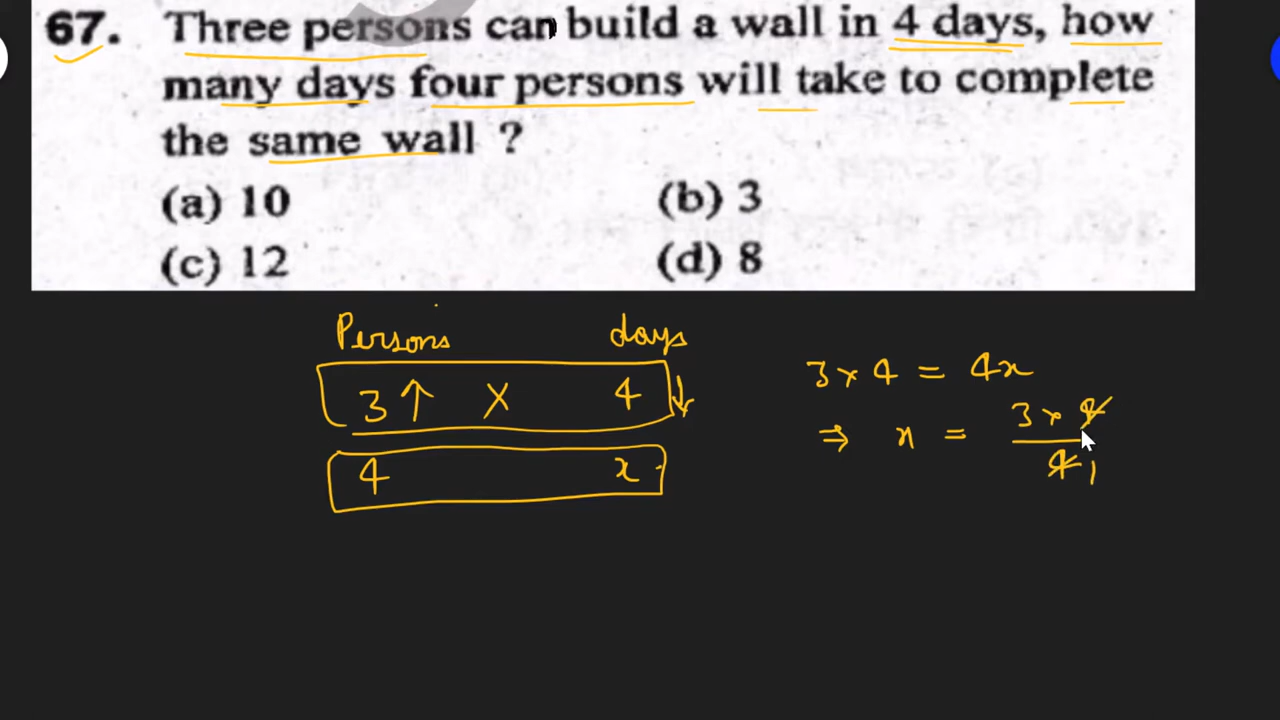 67. Three persons can build a wall in 4 days, how
many days four persons will take to complete
the same wall ?
(a) 10 (b) 3
(c) 12 (d) 8
Persons days
3 ↑ × 4 ↓
4 x
3 × 4 = 4x
⇒ x = 3 × 4
4 1